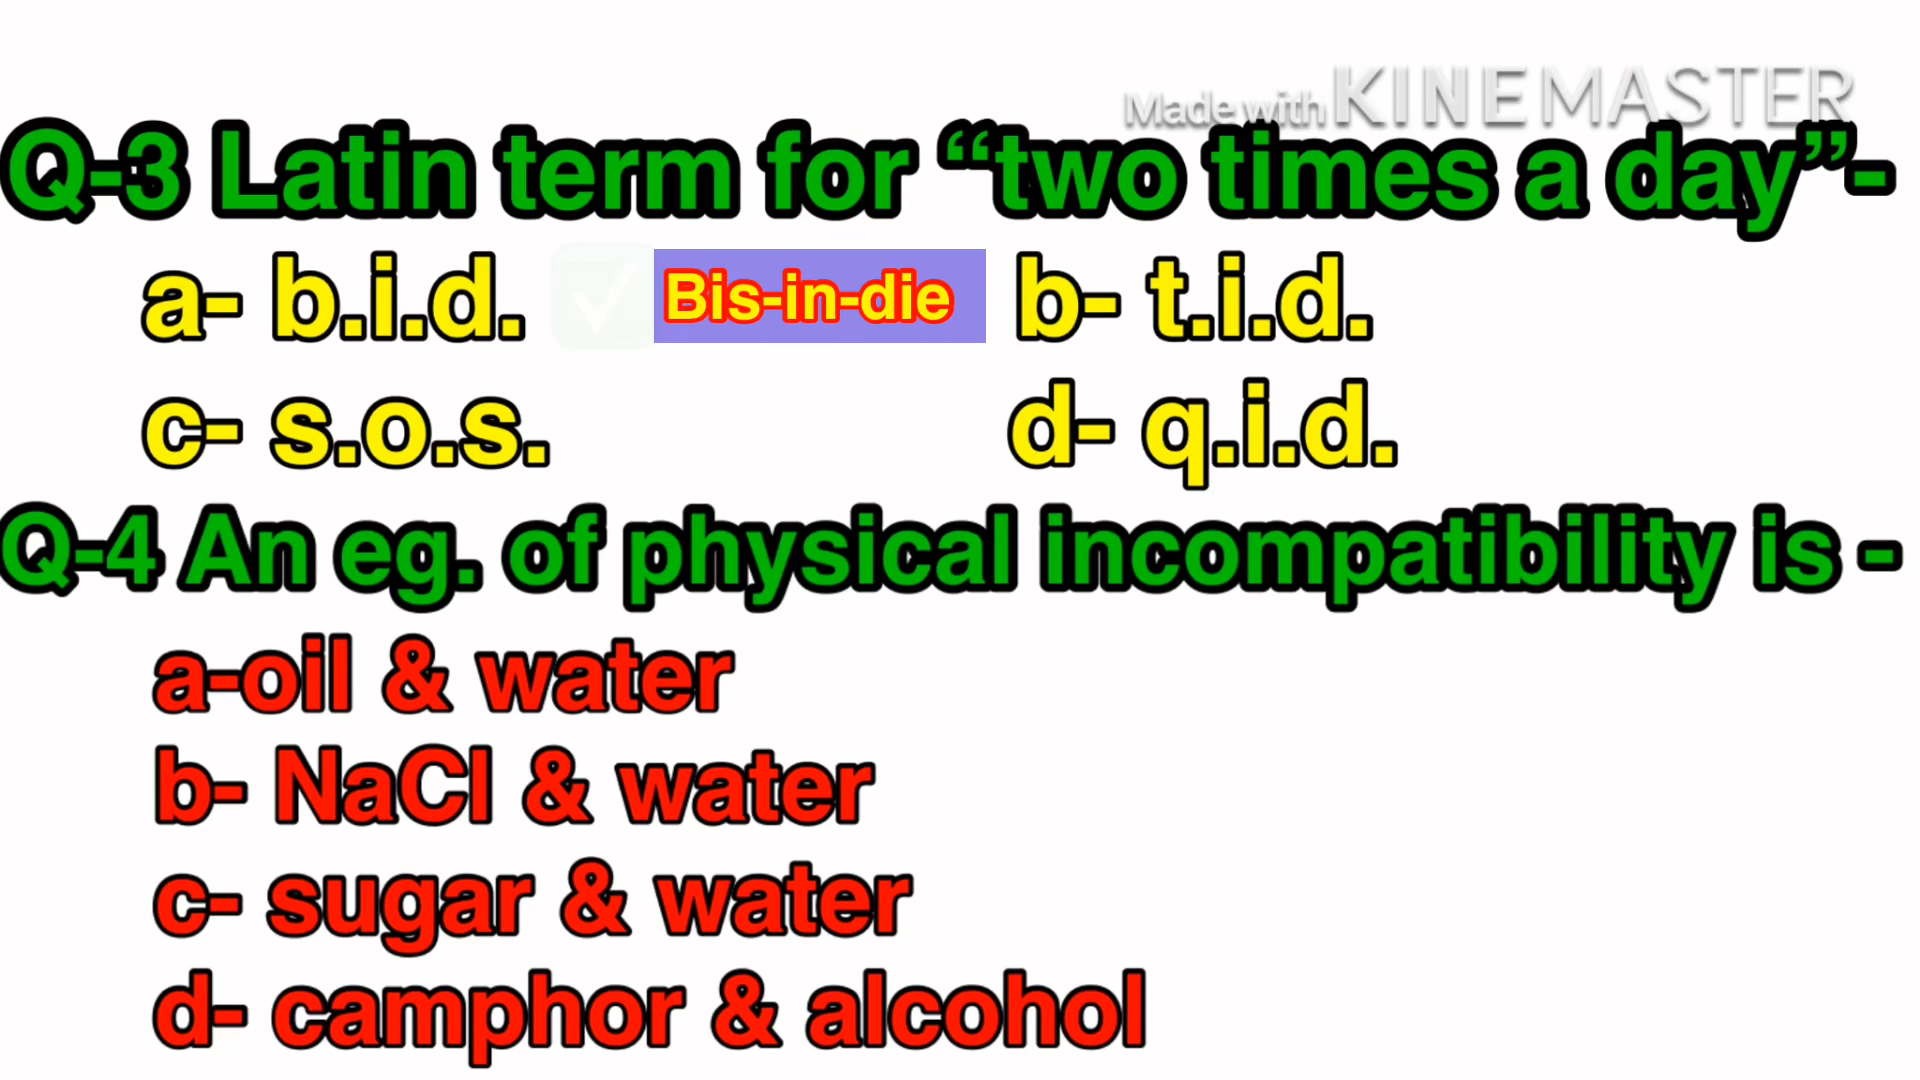 Made with KINEMASTER
Q-3 Latin term for “two times a day”-
a- b.i.d. Bis-in-die b- t.i.d.
c- s.o.s. d- q.i.d.
Q-4 An eg. of physical incompatibility is -
a-oil & water
b- NaCl & water
c- sugar & water
d- camphor & alcohol